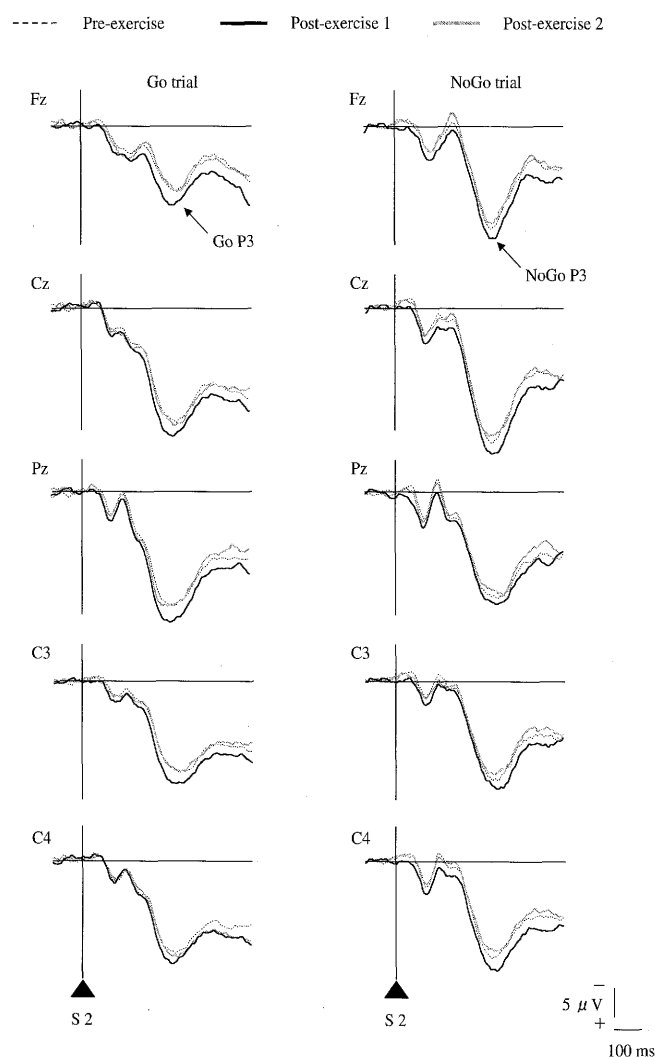 Pre-exercise Post-exercise 1 Post-exercise 2
Go trial NoGo trial
Fz Fz
Go P3
NoGo P3
Cz Cz
Pz Pz
C3 C3
C4 C4
S 2 S 2
5 μV
−
+
100 ms